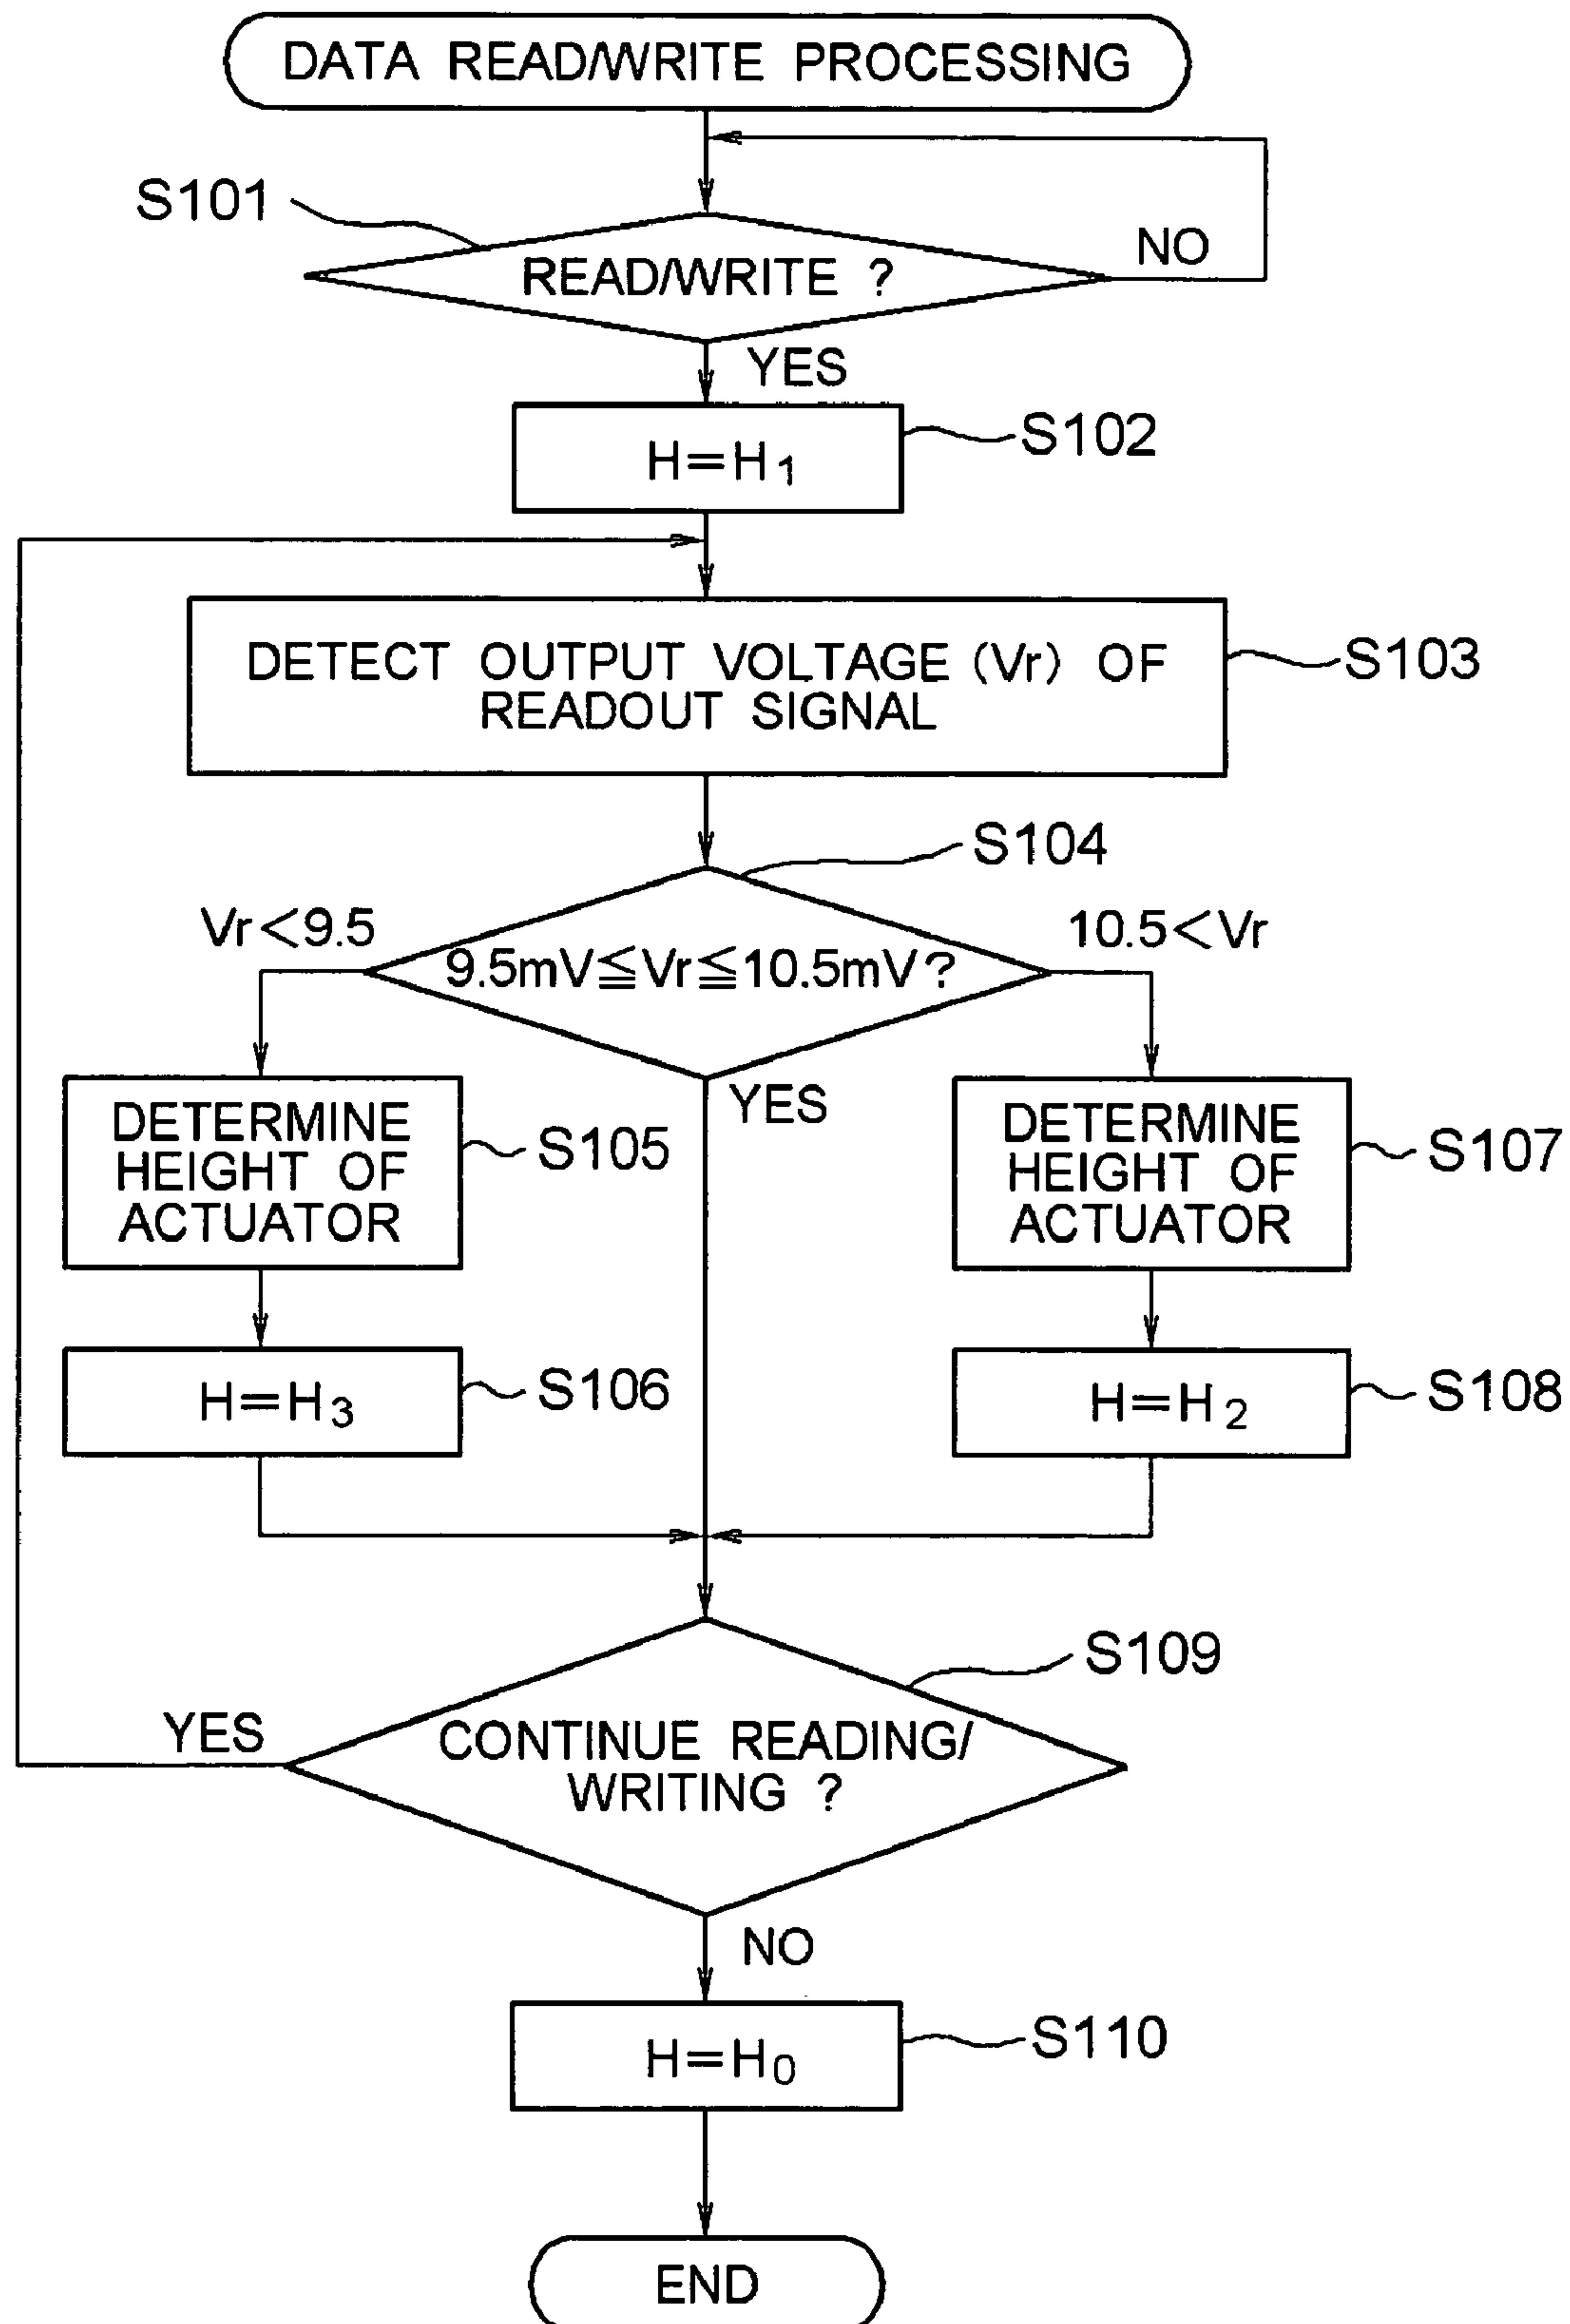 DATA READ/WRITE PROCESSING
S101
NO
READ/WRITE ?
YES
S102
H=H1
DETECT OUTPUT VOLTAGE (Vr) OF
READOUT SIGNAL
S103
S104
Vr<9.5
10.5<Vr
9.5mV≦Vr≦10.5mV?
YES
DETERMINE
HEIGHT OF
ACTUATOR
S105
DETERMINE
HEIGHT OF
ACTUATOR
S107
H=H3
S106
H=H2
S108
S109
YES
CONTINUE READING/
WRITING ?
NO
H=H0
S110
END